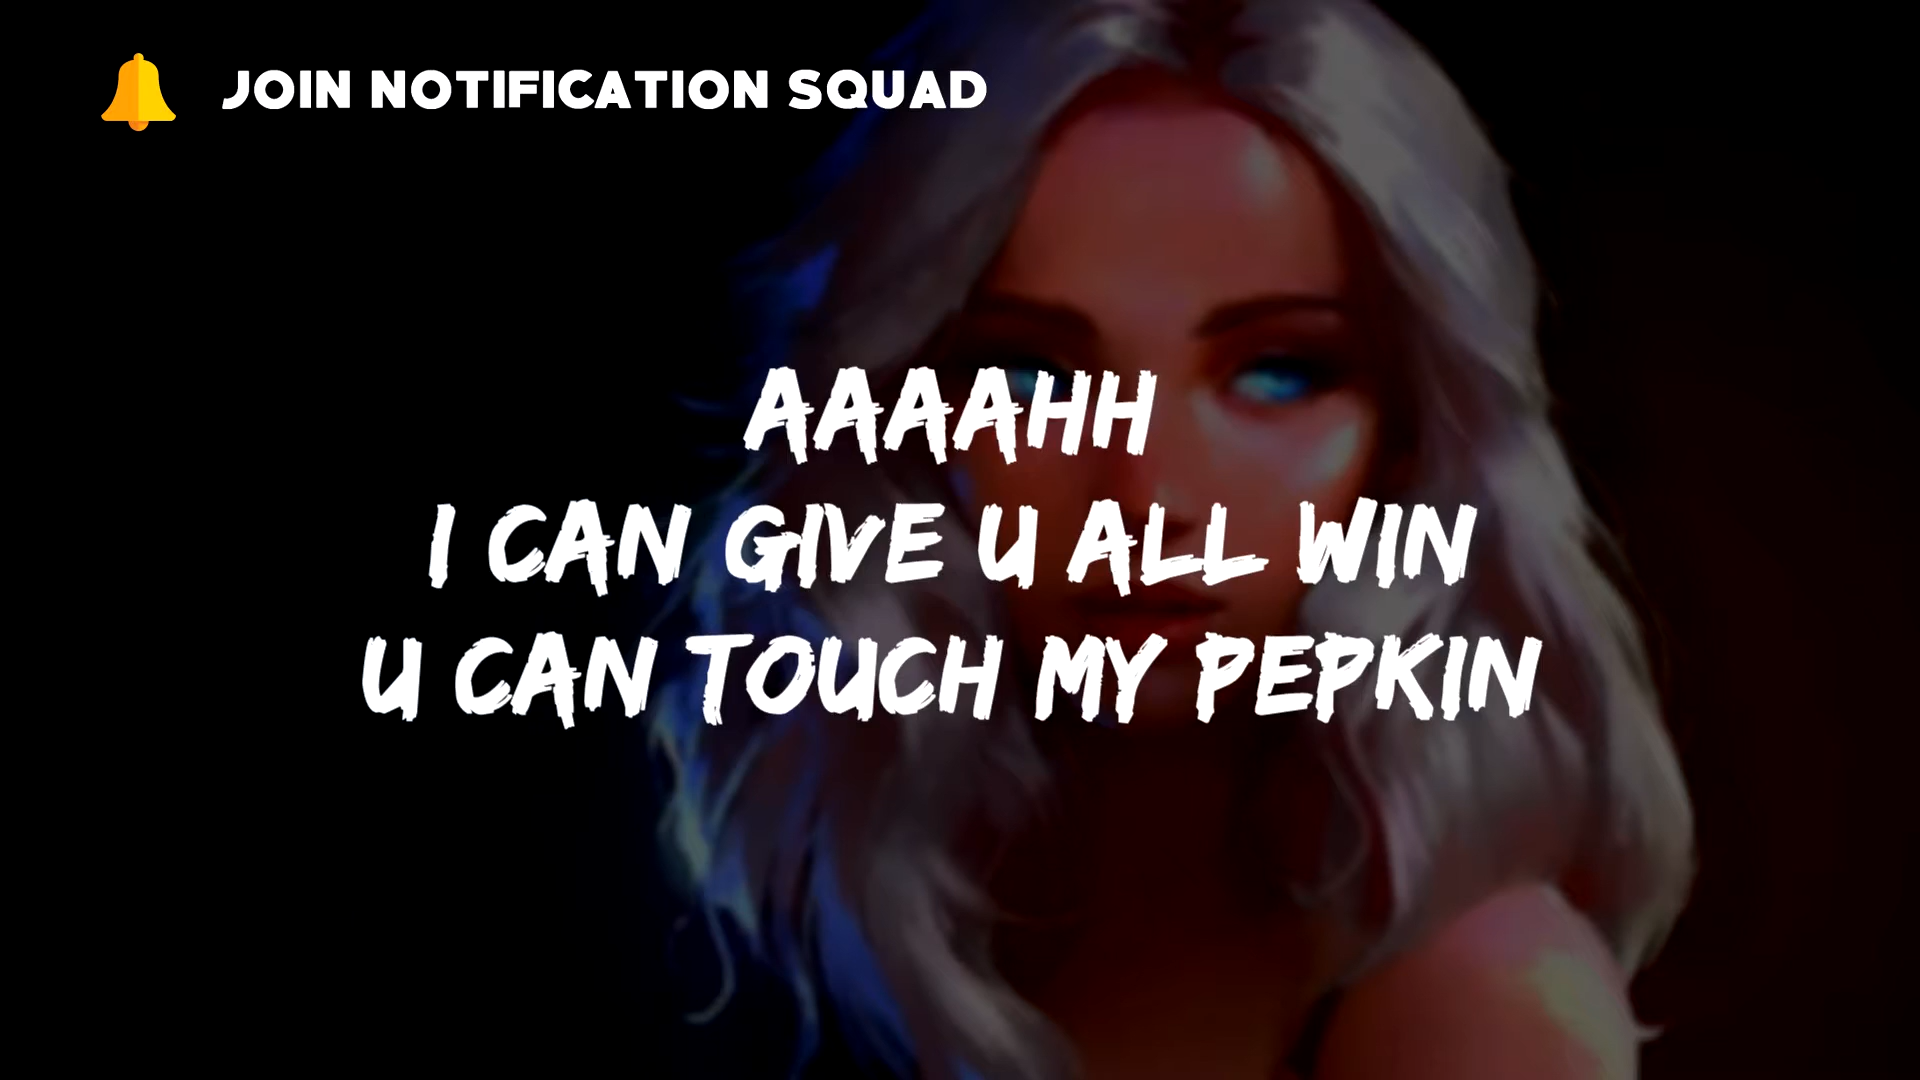 JOIN NOTIFICATION SQUAD
AAAAHH
I CAN GIVE U ALL WIN
U CAN TOUCH MY PEPKIN